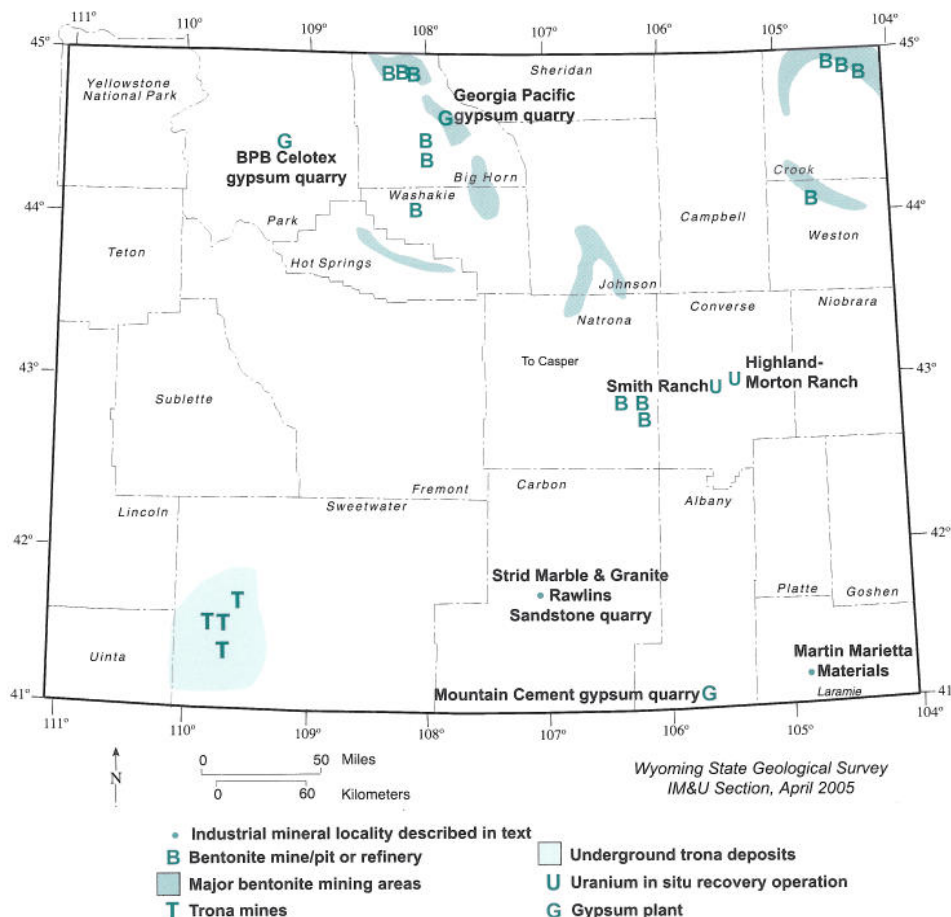 111°
110°
109°
108°
107°
106°
105°
104°
45°
45°
Yellowstone
National Park
B B B
Sheridan
B B B
Georgia Pacific
G gypsum quarry
G
BPB Celotex
gypsum quarry
B
B
Big Horn
Crook
44°
Washakie
B
B
44°
Park
Campbell
Weston
Teton
Hot Springs
Johnson
Converse
Niobrara
Natrona
43°
To Casper
Highland-
Morton Ranch
43°
Smith Ranch U U
Sublette
B B
B
Fremont
Carbon
Albany
Lincoln
Sweetwater
42°
42°
Strid Marble & Granite
Rawlins
Sandstone quarry
Platte
Goshen
T
T T
T
Uinta
Martin Marietta
Materials
Laramie
41°
Mountain Cement gypsum quarry G
41°
111°
110°
109°
108°
107°
106°
105°
104°
N
0 50 Miles
0 60 Kilometers
Wyoming State Geological Survey
IM&U Section, April 2005
Industrial mineral locality described in text
B Bentonite mine/pit or refinery
Major bentonite mining areas
T Trona mines
Underground trona deposits
U Uranium in situ recovery operation
G Gypsum plant